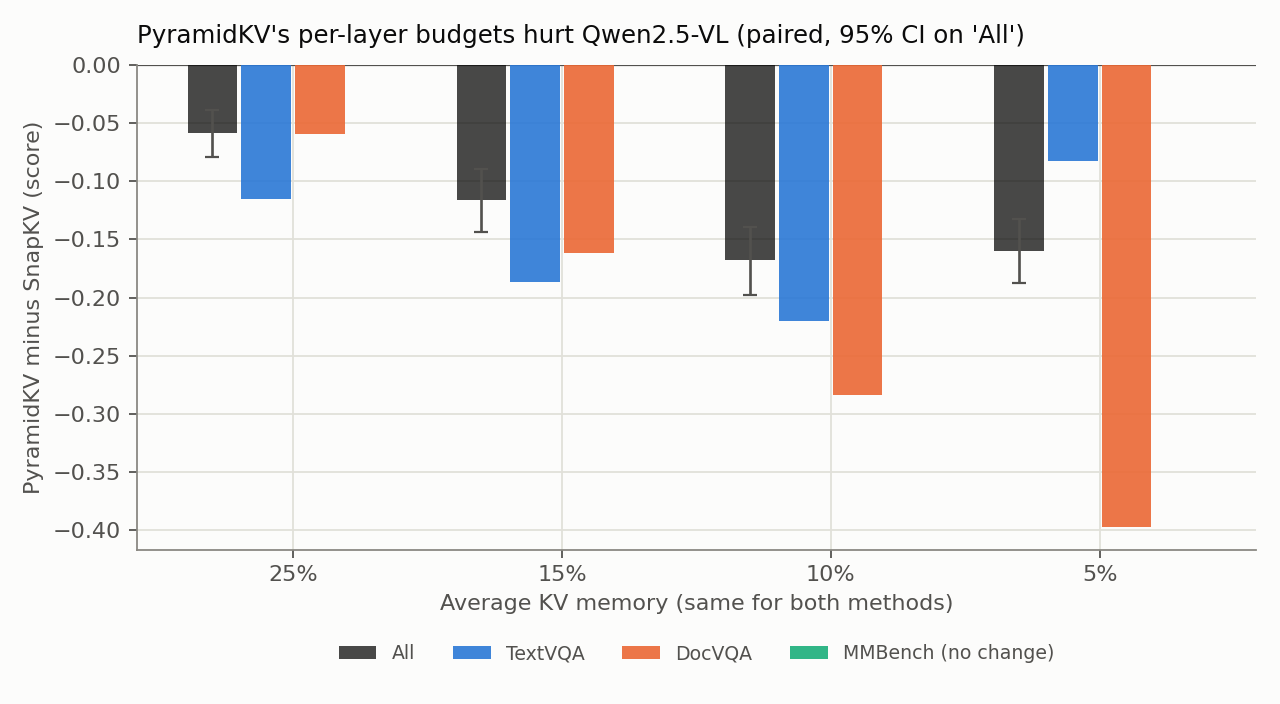 PyramidKV's per-layer budgets hurt Qwen2.5-VL (paired, 95% CI on 'All')
PyramidKV minus SnapKV (score)
0.00
−0.05
−0.10
−0.15
−0.20
−0.25
−0.30
−0.35
−0.40
25% 15% 10% 5%
Average KV memory (same for both methods)
All TextVQA DocVQA MMBench (no change)